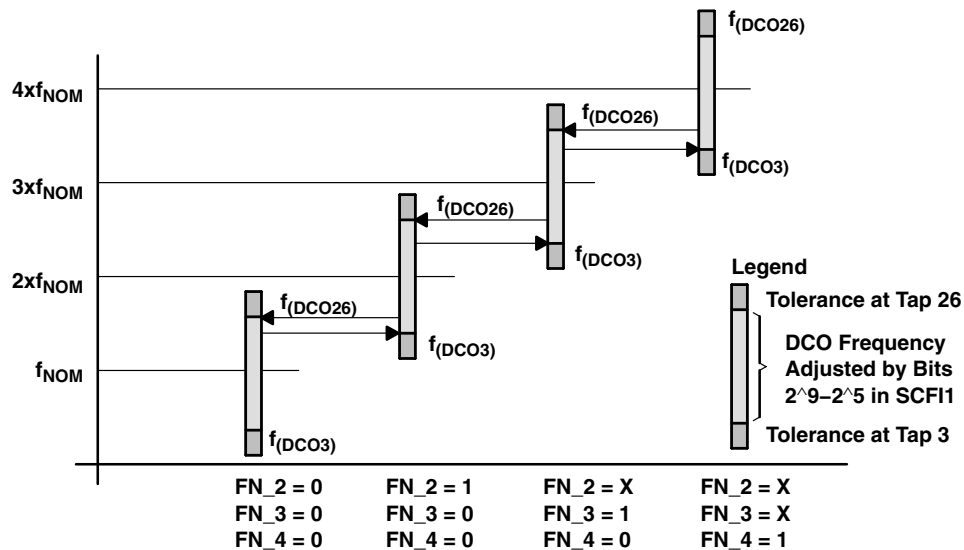 f(DCO26)
4xfNOM
f(DCO26)
f(DCO3)
3xfNOM
f(DCO26)
f(DCO3)
2xfNOM
f(DCO26)
f(DCO3)
fNOM
f(DCO3)
Legend
Tolerance at Tap 26
DCO Frequency
Adjusted by Bits
2^9–2^5 in SCFI1
Tolerance at Tap 3
FN_2 = 0 FN_2 = 1 FN_2 = X FN_2 = X
FN_3 = 0 FN_3 = 0 FN_3 = 1 FN_3 = X
FN_4 = 0 FN_4 = 0 FN_4 = 0 FN_4 = 1